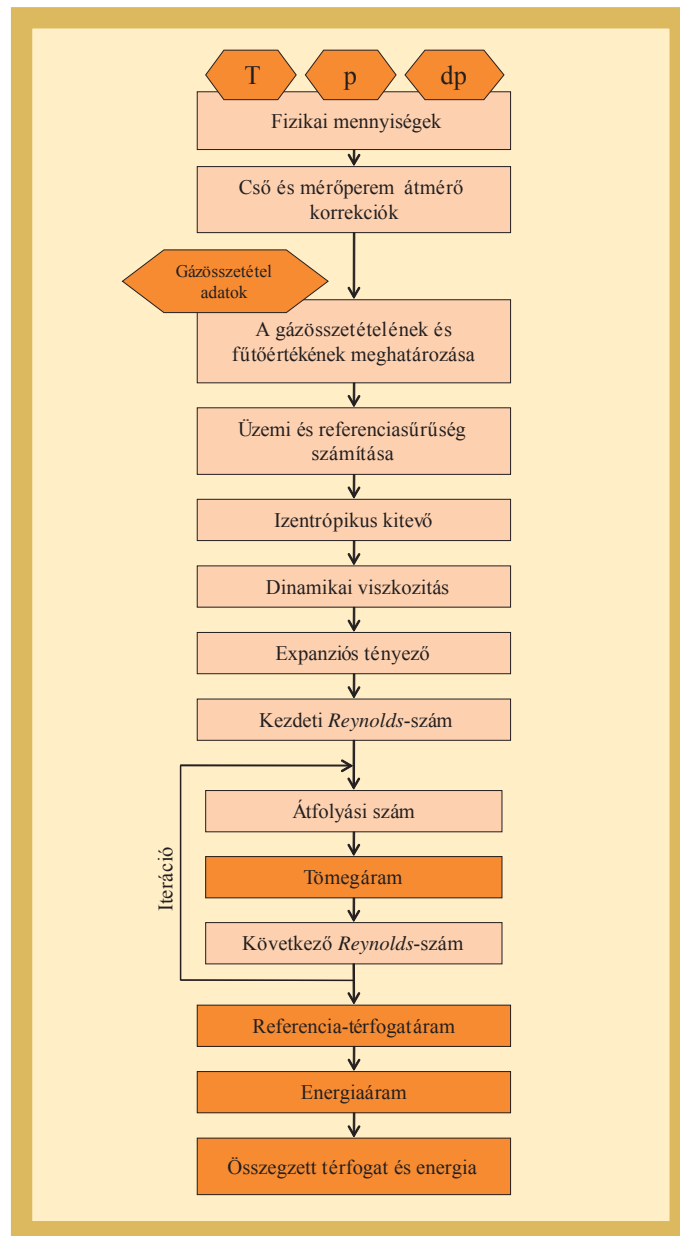 T p dp
Fizikai mennyiségek
Cső és mérőperem átmérő
korrekciók
Gázösszetétel
adatok
A gázösszetételének és
fűtőértékének meghatározása
Üzemi és referenciasűrűség
számítása
Izentrópikus kitevő
Dinamikai viszkozitás
Expanziós tényező
Kezdeti Reynolds-szám
Átfolyási szám
Tömegáram
Következő Reynolds-szám
Iteráció
Referencia-térfogatáram
Energiaáram
Összegzett térfogat és energia